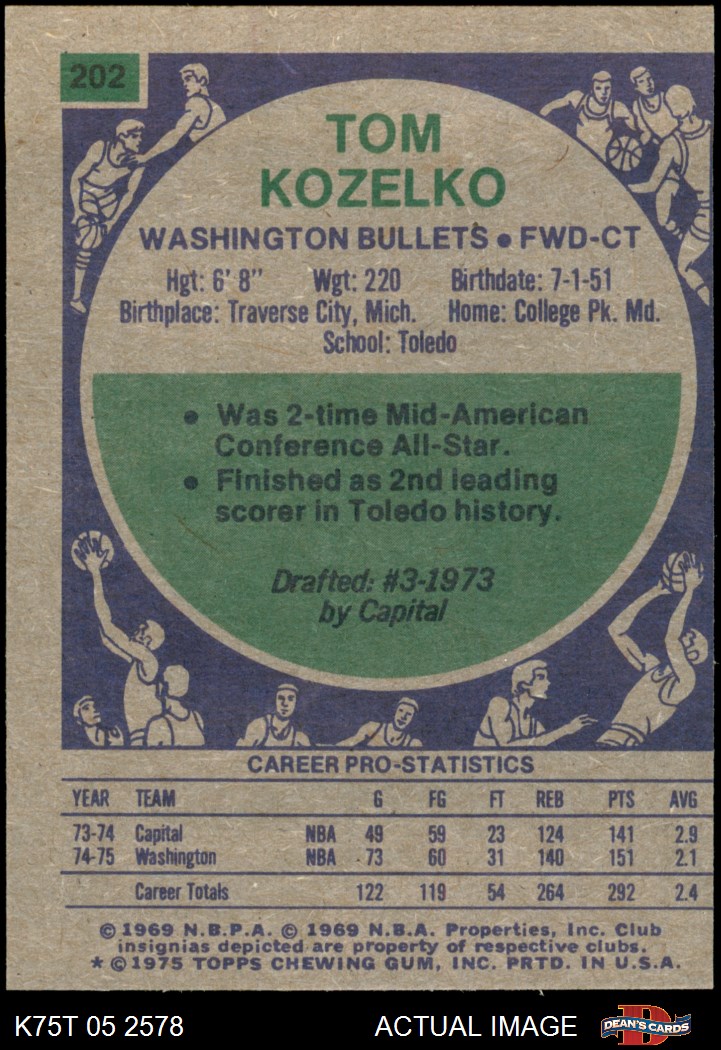 202
TOM
KOZELKO
WASHINGTON BULLETS • FWD-CT
Hgt: 6' 8" Wgt: 220 Birthdate: 7-1-51
Birthplace: Traverse City, Mich. Home: College Pk. Md.
School: Toledo
• Was 2-time Mid-American
Conference All-Star.
• Finished as 2nd leading
scorer in Toledo history.
Drafted: #3-1973
by Capital
CAREER PRO-STATISTICS
YEAR TEAM G FG FT REB PTS AVG
73-74 Capital NBA 49 59 23 124 141 2.9
74-75 Washington NBA 73 60 31 140 151 2.1
Career Totals 122 119 54 264 292 2.4
© 1969 N.B.P.A. © 1969 N.B.A. Properties, Inc. Club
insignias depicted are property of respective clubs.
* © 1975 TOPPS CHEWING GUM, INC. PRTD. IN U.S.A.
K75T 05 2578 ACTUAL IMAGE D DEAN'S CARDS